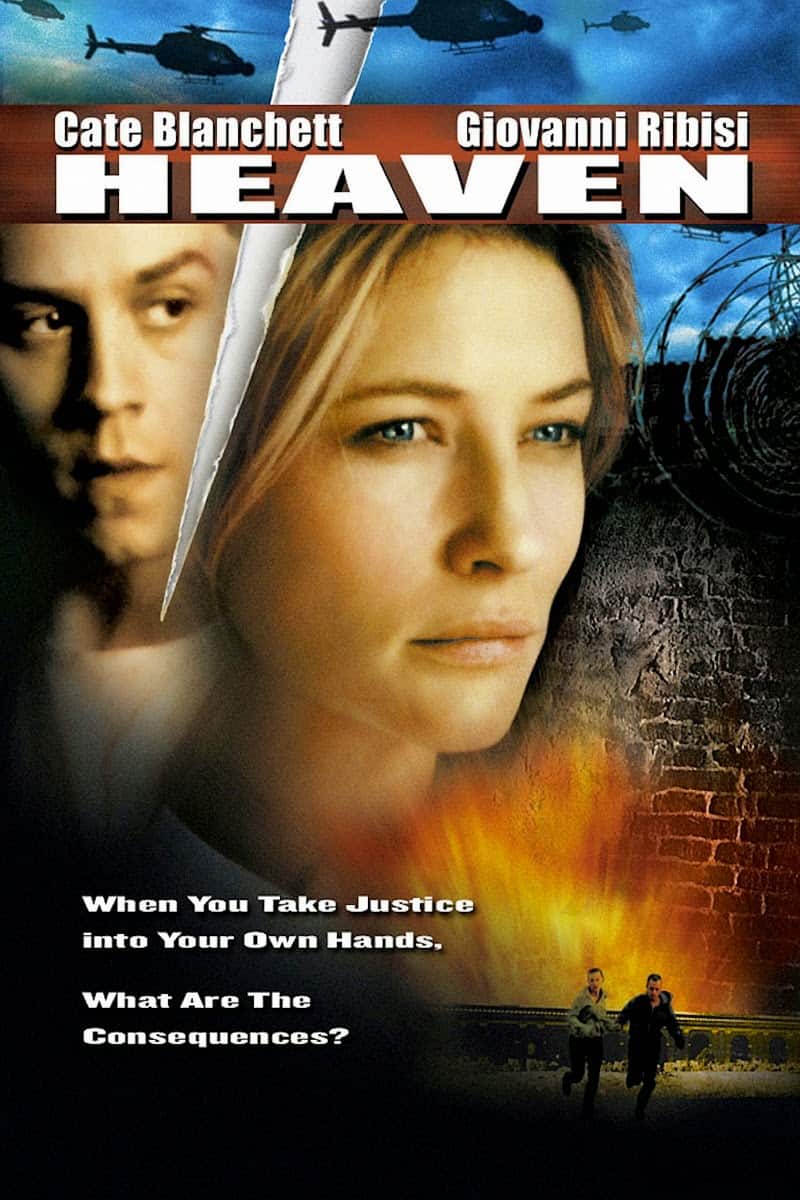 Cate Blanchett Giovanni Ribisi
HEAVEN
When You Take Justice
into Your Own Hands,
What Are The
Consequences?